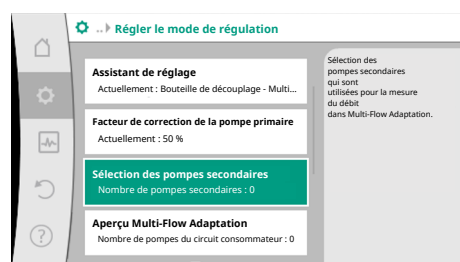 ..▸ Régler le mode de régulation
Assistant de réglage
Actuellement : Bouteille de découplage - Multi...
Facteur de correction de la pompe primaire
Actuellement : 50 %
Sélection des pompes secondaires
Nombre de pompes secondaires : 0
Aperçu Multi-Flow Adaptation
Nombre de pompes du circuit consommateur : 0
Sélection des
pompes secondaires
qui sont
utilisées pour la mesure
du débit
dans Multi-Flow Adaptation.